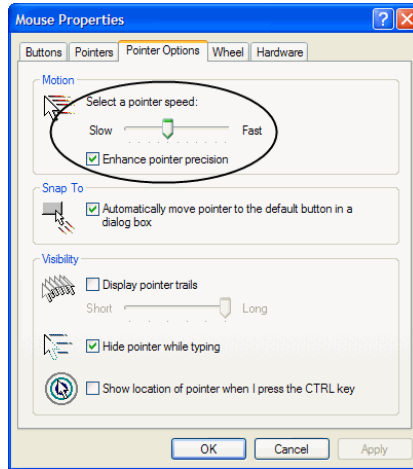 Mouse Properties
Buttons Pointers Pointer Options Wheel Hardware
Motion
Select a pointer speed:
Slow Fast
Enhance pointer precision
Snap To
Automatically move pointer to the default button in a
dialog box
Visibility
Display pointer trails
Short Long
Hide pointer while typing
Show location of pointer when I press the CTRL key
OK Cancel Apply